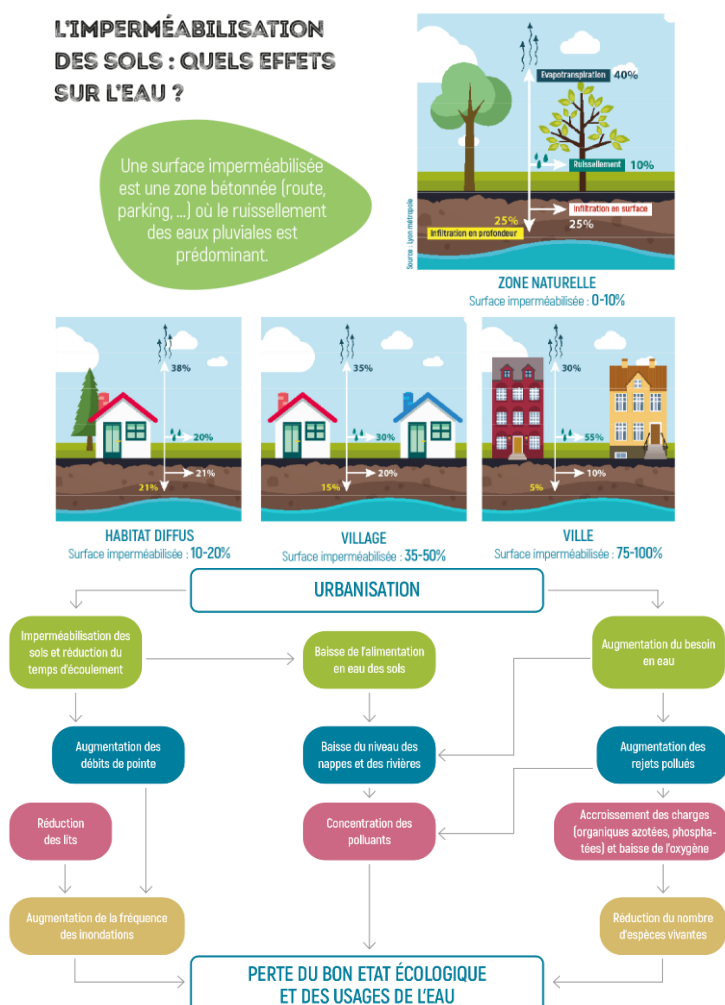 L'IMPERMÉABILISATION
DES SOLS : QUELS EFFETS
SUR L'EAU ?
Une surface imperméabilisée
est une zone bétonnée (route,
parking, ...) où le ruissellement
des eaux pluviales est
prédominant.
Evapotranspiration 40%
Ruissellement 10%
Infiltration en surface
25%
25%
Infiltration en profondeur
Source : Lyon métropole
ZONE NATURELLE
Surface imperméabilisée : 0-10%
38%
20%
21%
21%
HABITAT DIFFUS
Surface imperméabilisée : 10-20%
35%
30%
20%
15%
VILLAGE
Surface imperméabilisée : 35-50%
30%
55%
10%
5%
VILLE
Surface imperméabilisée : 75-100%
URBANISATION
Imperméabilisation des
sols et réduction du
temps d'écoulement
Baisse de l'alimentation
en eau des sols
Augmentation du besoin
en eau
Augmentation des
débits de pointe
Baisse du niveau des
nappes et des rivières
Augmentation des
rejets pollués
Réduction
des lits
Concentration des
polluants
Accroissement des charges
(organiques azotées, phospha-
tées) et baisse de l'oxygène
Augmentation de la fréquence
des inondations
Réduction du nombre
d'espèces vivantes
PERTE DU BON ETAT ÉCOLOGIQUE
ET DES USAGES DE L'EAU